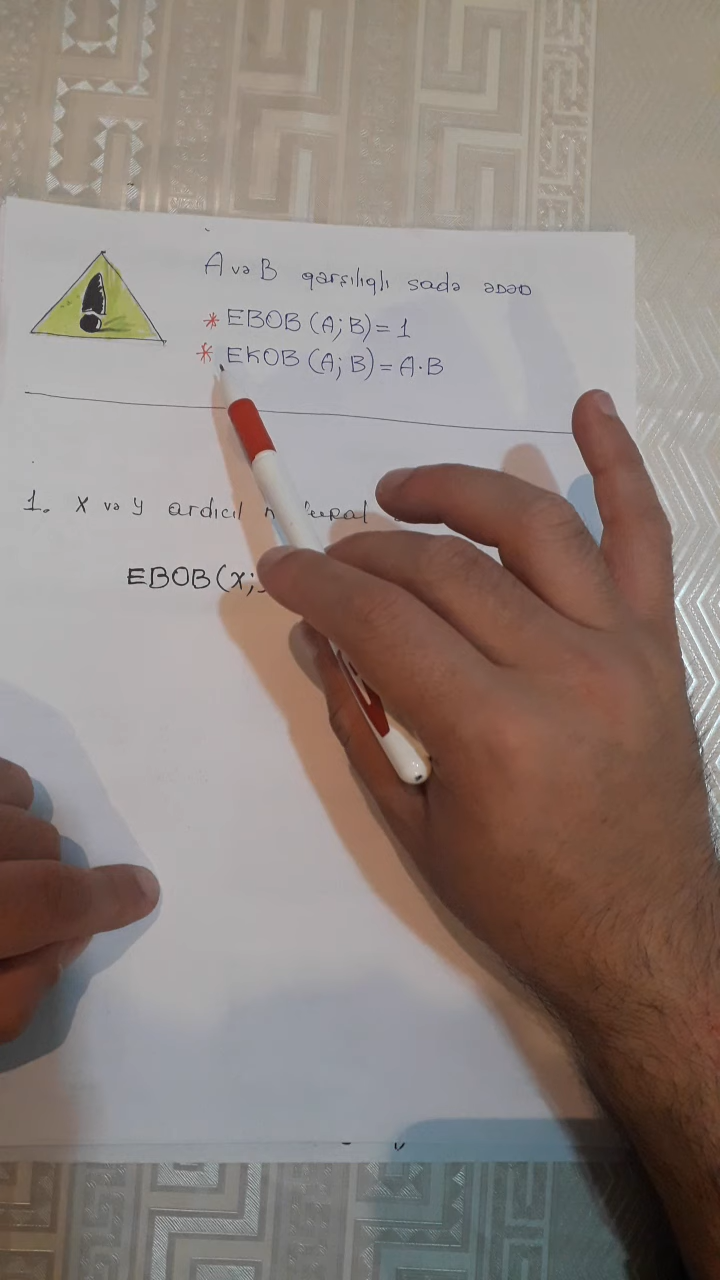 A və B qarşılıqlı sadə ədəd
* EBOB (A; B) = 1
* EKOB (A; B) = A·B
1. X və y ardıcıl
EBOB (x;